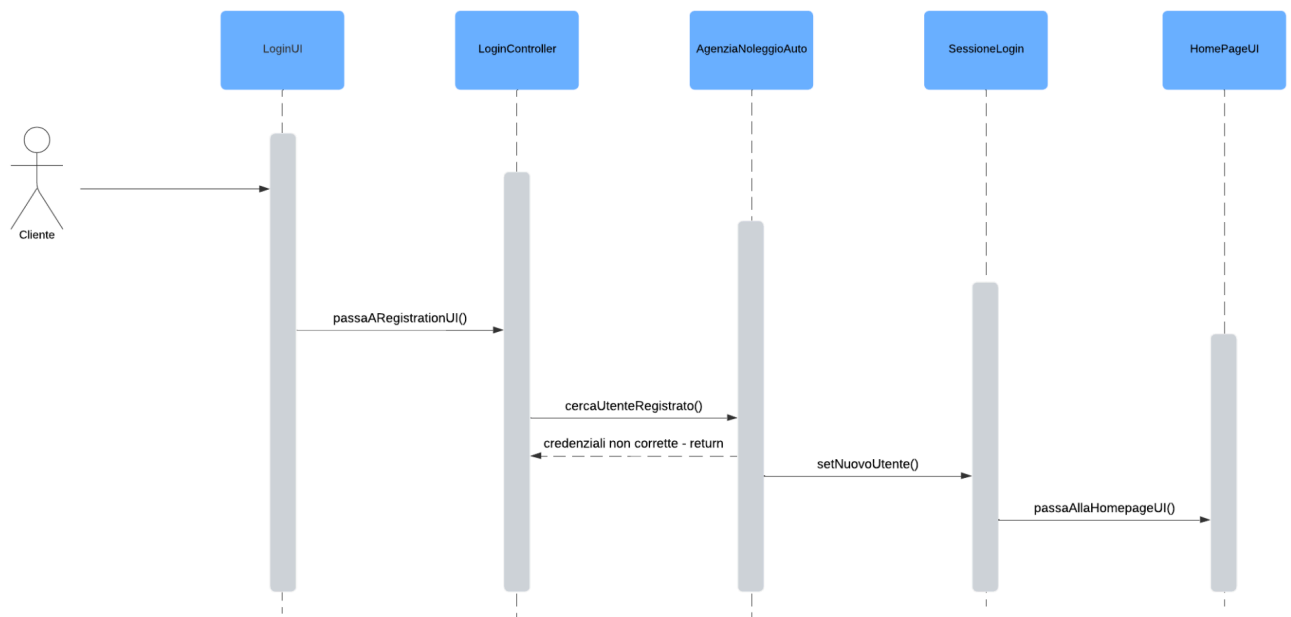 LoginUI
LoginController
AgenziaNoleggioAuto
SessioneLogin
HomePageUI
Cliente
passaARegistrationUI()
cercaUtenteRegistrato()
credenziali non corrette - return
setNuovoUtente()
passaAllaHomepageUI()